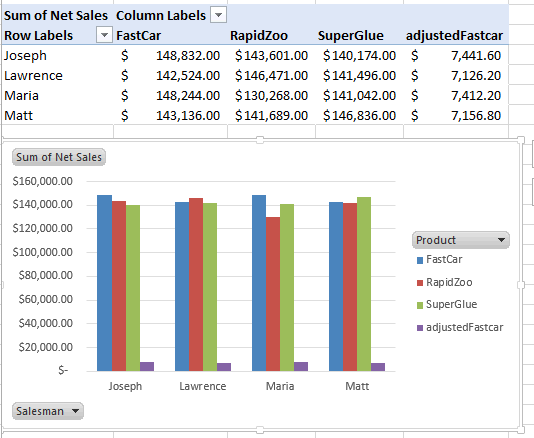 Sum of Net Sales Column Labels
Row Labels FastCar RapidZoo SuperGlue adjustedFastcar
Joseph $ 148,832.00 $143,601.00 $140,174.00 $ 7,441.60
Lawrence $ 142,524.00 $146,471.00 $141,496.00 $ 7,126.20
Maria $ 148,244.00 $130,268.00 $141,042.00 $ 7,412.20
Matt $ 143,136.00 $141,689.00 $146,836.00 $ 7,156.80
Sum of Net Sales
$160,000.00
$140,000.00
$120,000.00
$100,000.00
$80,000.00
$60,000.00
$40,000.00
$20,000.00
$-
Joseph Lawrence Maria Matt
Product
FastCar
RapidZoo
SuperGlue
adjustedFastcar
Salesman